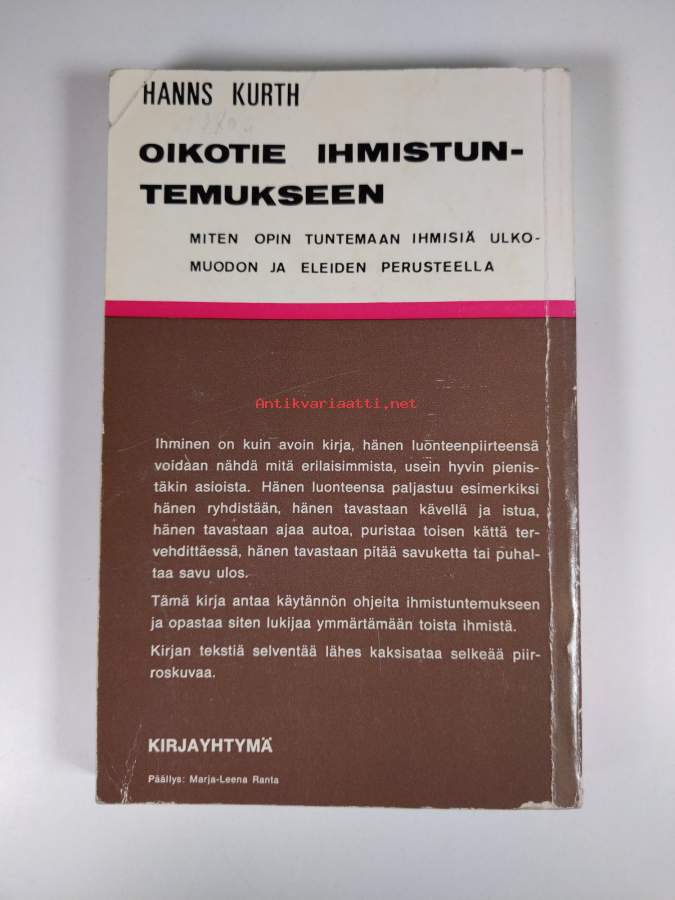 HANNS KURTH
OIKOTIE IHMISTUN-
TEMUKSEEN
MITEN OPIN TUNTEMAAN IHMISIÄ ULKO-
MUODON JA ELEIDEN PERUSTEELLA
Antikvariaatti.net
Ihminen on kuin avoin kirja, hänen luonteenpiirteensä
voidaan nähdä mitä erilaisimmista, usein hyvin pienis-
täkin asioista. Hänen luonteensa paljastuu esimerkiksi
hänen ryhdistään, hänen tavastaan kävellä ja istua,
hänen tavastaan ajaa autoa, puristaa toisen kättä ter-
vehdittäessä, hänen tavastaan pitää savuketta tai puhal-
taa savu ulos.
Tämä kirja antaa käytännön ohjeita ihmistuntemukseen
ja opastaa siten lukijaa ymmärtämään toista ihmistä.
Kirjan tekstiä selventää lähes kaksisataa selkeää piir-
roskuvaa.
KIRJAYHTYMÄ
Päällys: Marja-Leena Ranta